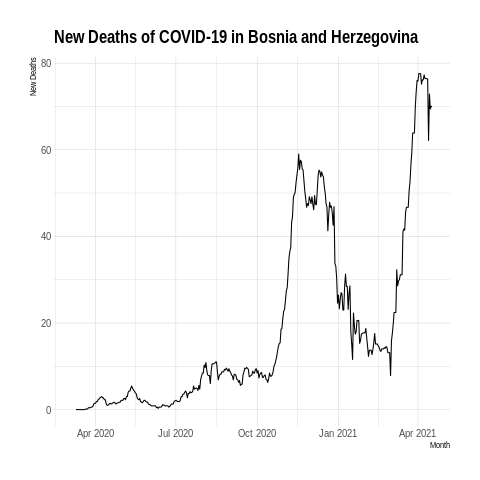 New Deaths of COVID-19 in Bosnia and Herzegovina
New Deaths
80
60
40
20
0
Apr 2020 Jul 2020 Oct 2020 Jan 2021 Apr 2021
Month